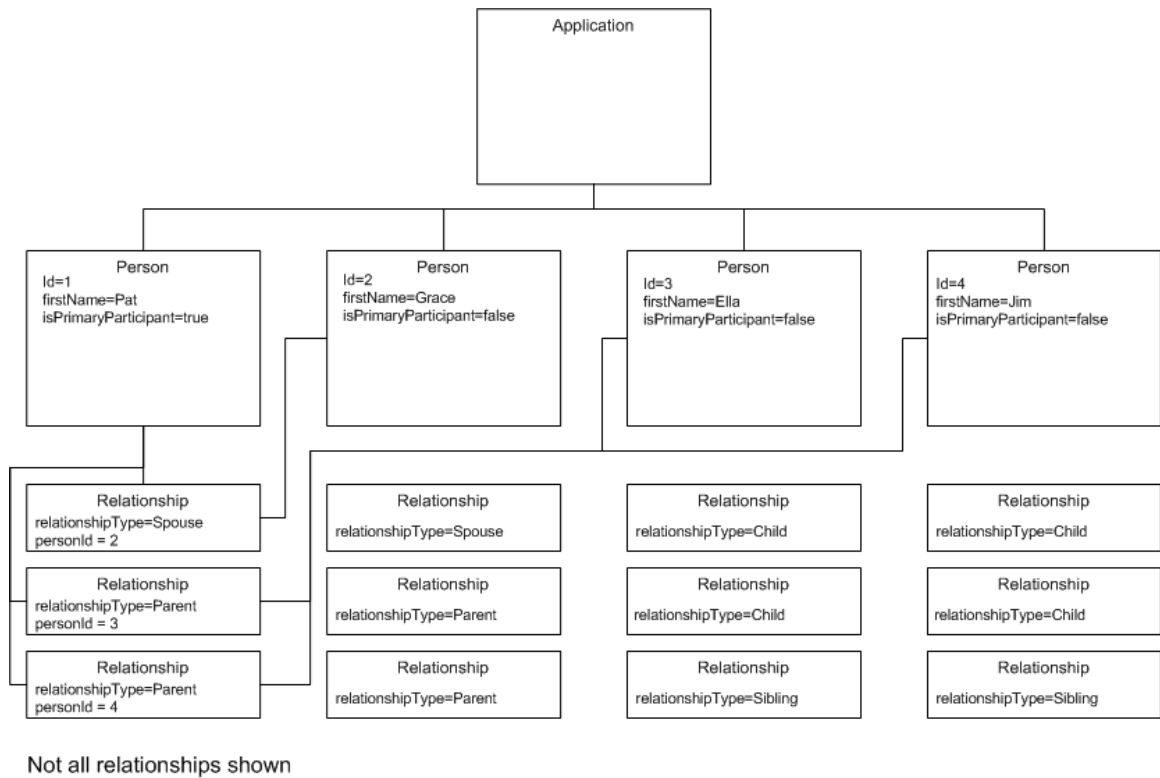 Application
Person
Id=1
firstName=Pat
isPrimaryParticipant=true
Person
Id=2
firstName=Grace
isPrimaryParticipant=false
Person
Id=3
firstName=Ella
isPrimaryParticipant=false
Person
Id=4
firstName=Jim
isPrimaryParticipant=false
Relationship
relationshipType=Spouse
personId = 2
Relationship
relationshipType=Spouse
Relationship
relationshipType=Child
Relationship
relationshipType=Child
Relationship
relationshipType=Parent
personId = 3
Relationship
relationshipType=Parent
Relationship
relationshipType=Child
Relationship
relationshipType=Child
Relationship
relationshipType=Parent
personId = 4
Relationship
relationshipType=Parent
Relationship
relationshipType=Sibling
Relationship
relationshipType=Sibling
Not all relationships shown